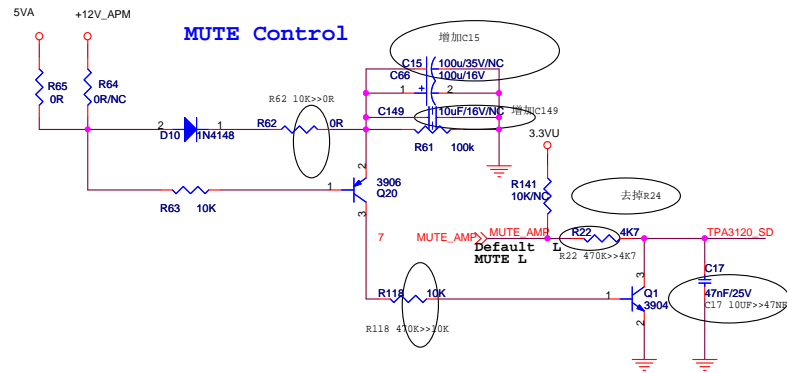 5VA
+12V_APM
MUTE Control
增加C15
C15
100u/35V/NC
C66
100u/16V
1
2
R65
0R
R64
0R/NC
R62 10K>>0R
C149
10uF/16V/NC
增加C149
2
D10
1
1N4148
R62
0R
R61
100k
3.3VU
2
3906
Q20
1
3
R63
10K
R141
10K/NC
去掉R24
7
MUTE_AMP
MUTE_AMP
R22
4K7
TPA3120_SD
Default L
MUTE L
R22 470K>>4K7
C17
47nF/25V
C17 10UF>>47NF
3
Q1
3904
1
2
R118
10K
R118 470K>>10K